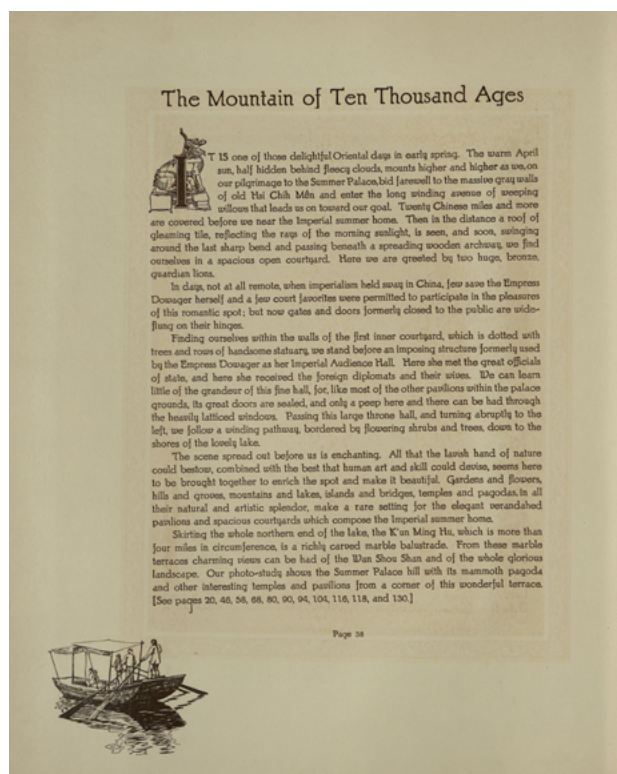 The Mountain of Ten Thousand Ages
IT IS one of those delightful Oriental days in early spring. The warm April
sun, half hidden behind fleecy clouds, mounts higher and higher as we, on
our pilgrimage to the Summer Palace, bid farewell to the massive gray walls
of old Hsi Chih Mên and enter the long winding avenue of weeping
willows that leads us on toward our goal. Twenty Chinese miles and more
are covered before we near the Imperial summer home. Then in the distance a roof of
gleaming tile, reflecting the rays of the morning sunlight, is seen, and soon, swinging
around the last sharp bend and passing beneath a spreading wooden archway, we find
ourselves in a spacious open courtyard. Here we are greeted by two huge, bronze,
guardian lions.
In days, not at all remote, when imperialism held sway in China, few save the Empress
Dowager herself and a few court favorites were permitted to participate in the pleasures
of this romantic spot; but now gates and doors formerly closed to the public are wide-
flung on their hinges.
Finding ourselves within the walls of the first inner courtyard, which is dotted with
trees and rows of handsome statuary, we stand before an imposing structure formerly used
by the Empress Dowager as her Imperial Audience Hall. Here she met the great officials
of state, and here she received the foreign diplomats and their wives. We can learn
little of the grandeur of this fine hall, for, like most of the other pavilions within the palace
grounds, its great doors are sealed, and only a peep here and there can be had through
the heavily latticed windows. Passing this large throne hall, and turning abruptly to the
left, we follow a winding pathway, bordered by flowering shrubs and trees, down to the
shores of the lovely lake.
The scene spread out before us is enchanting. All that the lavish hand of nature
could bestow, combined with the best that human art and skill could devise, seems here
to be brought together to enrich the spot and make it beautiful. Gardens and flowers,
hills and groves, mountains and lakes, islands and bridges, temples and pagodas, in all
their natural and artistic splendor, make a rare setting for the elegant verandahed
pavilions and spacious courtyards which compose the Imperial summer home.
Skirting the whole northern end of the lake, the K'un Ming Hu, which is more than
four miles in circumference, is a richly carved marble balustrade. From these marble
terraces charming views can be had of the Wan Shou Shan and of the whole glorious
landscape. Our photo-study shows the Summer Palace hill with its mammoth pagoda
and other interesting temples and pavilions from a corner of this wonderful terrace.
[See pages 20, 46, 58, 68, 80, 90, 94, 104, 116, 118, and 130.]
Page 38